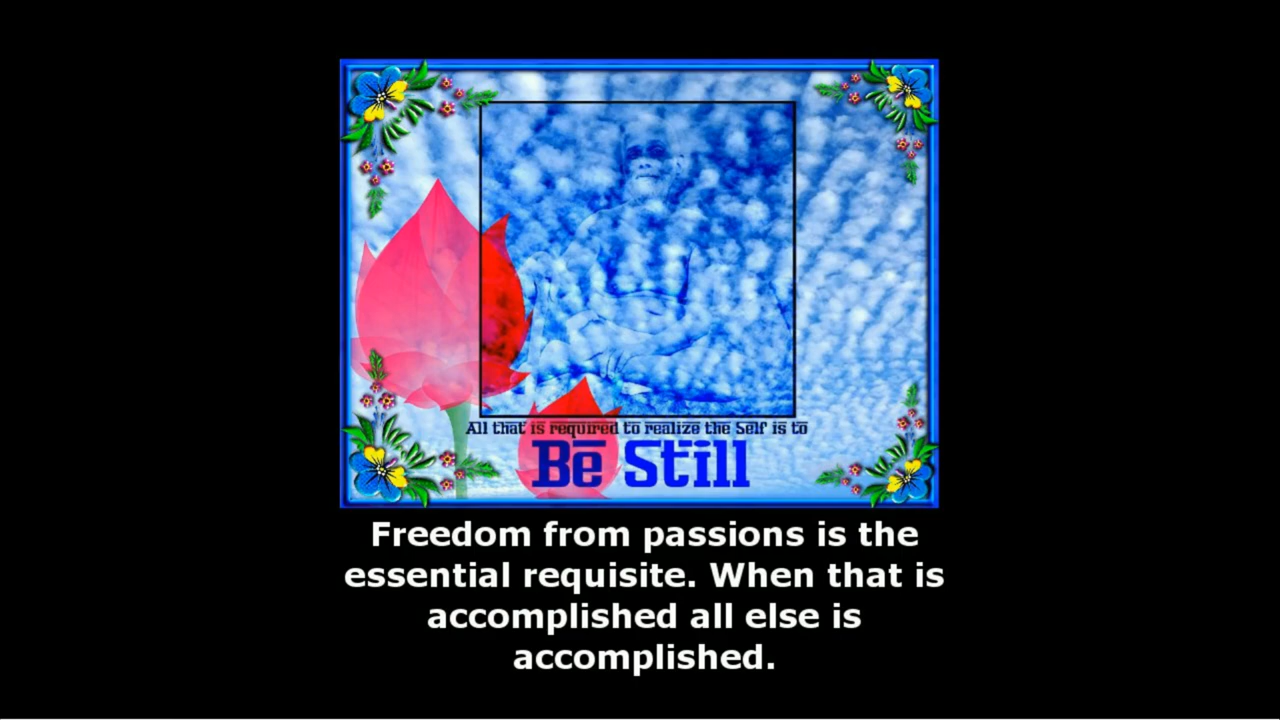 All that is required to realize the Self is to
Be Still
Freedom from passions is the
essential requisite. When that is
accomplished all else is
accomplished.